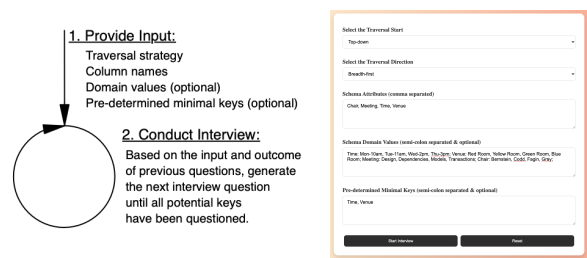 1. Provide Input:
Traversal strategy
Column names
Domain values (optional)
Pre-determined minimal keys (optional)
2. Conduct Interview:
Based on the input and outcome
of previous questions, generate
the next interview question
until all potential keys
have been questioned.
Select the Traversal Start
Top-down
Select the Traversal Direction
Breadth-first
Schema Attributes (comma separated)
Chair, Meeting, Time, Venue
Schema Domain Values (semi-colon separated & optional)
Time: Mon-10am, Tue-11am, Wed-2pm, Thu-3pm; Venue: Red Room, Yellow Room, Green Room, Blue
Room; Meeting: Design, Dependencies, Models, Transactions; Chair: Bernstein, Codd, Fagin, Gray;
Pre-determined Minimal Keys (semi-colon separated & optional)
Time, Venue
Start Interview
Reset